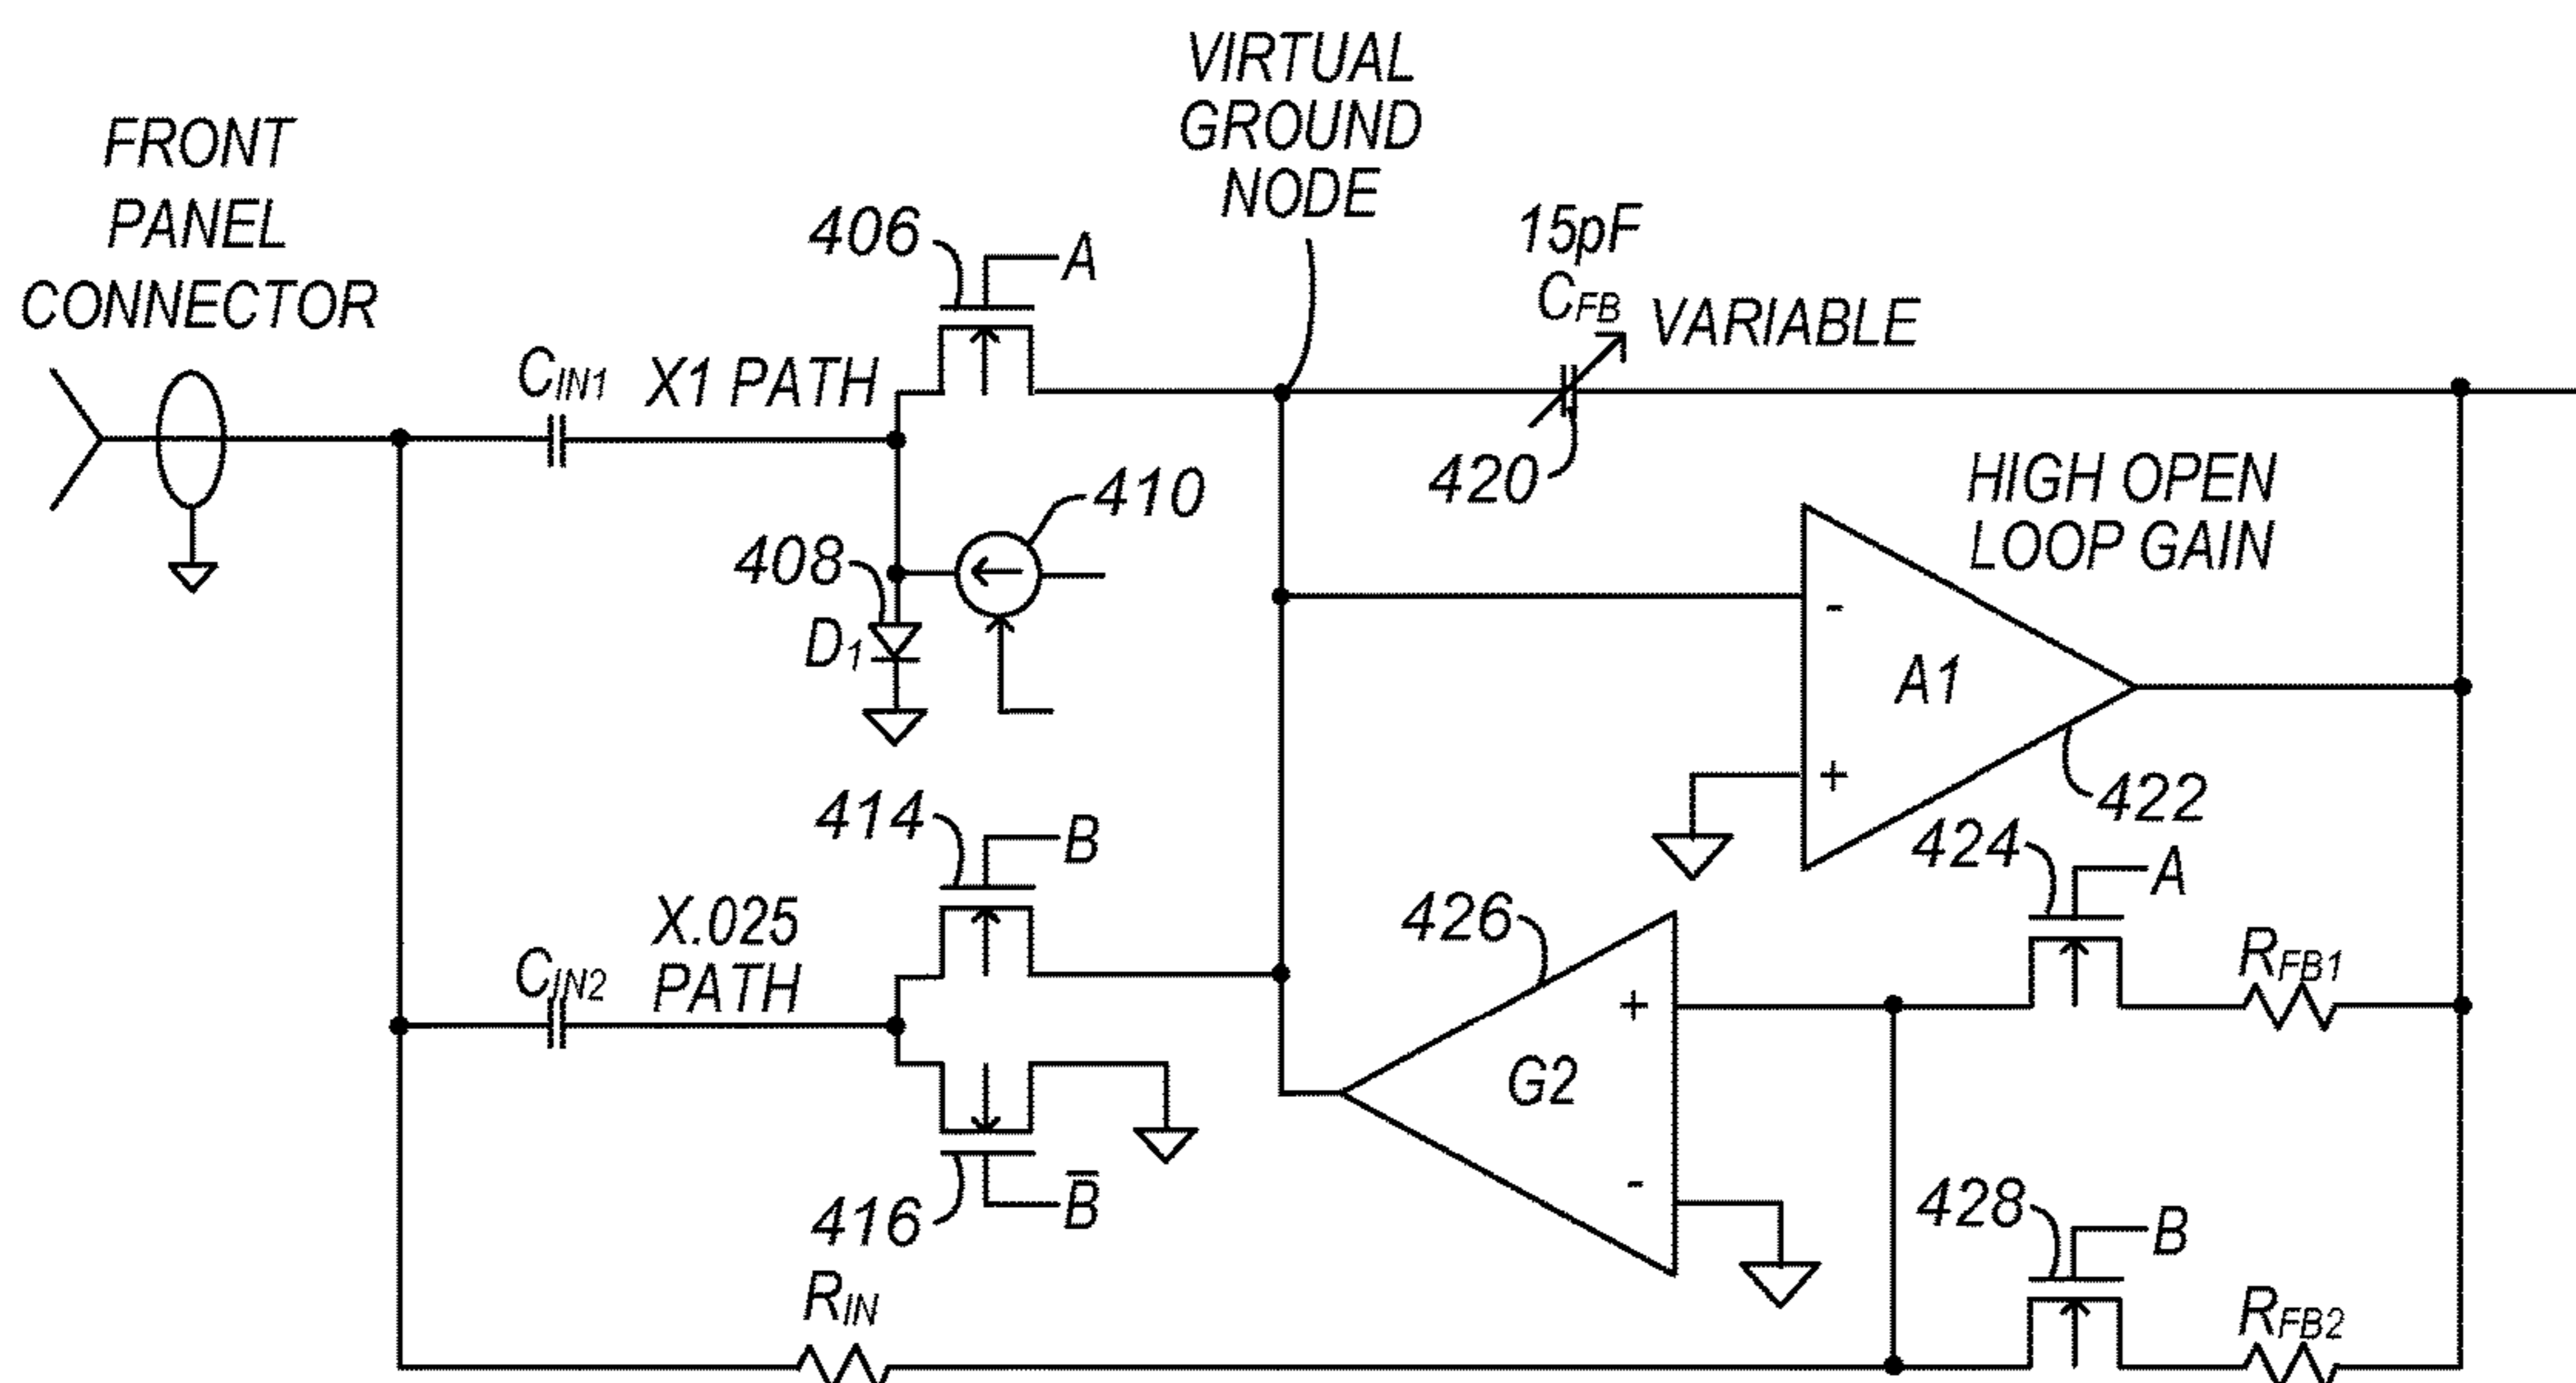 VIRTUAL
GROUND
NODE
FRONT
PANEL
CONNECTOR
406
A
15pF
CFB
VARIABLE
CIN1
X1 PATH
420
410
408
D1
HIGH OPEN
LOOP GAIN
-
A1
+
422
414
B
424
A
426
X.025
PATH
CIN2
+
RFB1
G2
416
B̅
-
428
B
RIN
RFB2